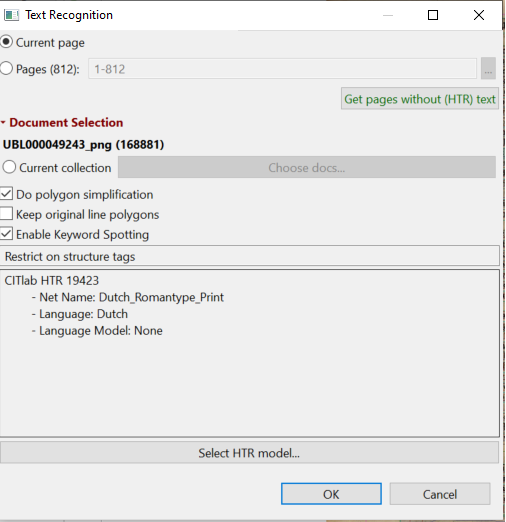 Text Recognition
Current page
Pages (812): 1-812 ...
Get pages without (HTR) text
Document Selection
UBL000049243_png (168881)
Current collection Choose docs...
Do polygon simplification
Keep original line polygons
Enable Keyword Spotting
Restrict on structure tags
CITlab HTR 19423
- Net Name: Dutch_Romantype_Print
- Language: Dutch
- Language Model: None
Select HTR model...
OK Cancel